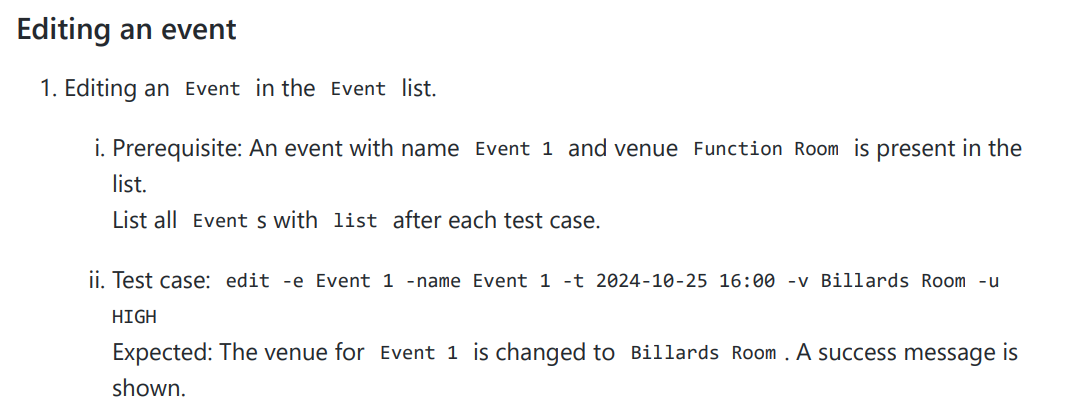 Editing an event
1. Editing an Event in the Event list.
i. Prerequisite: An event with name Event 1 and venue Function Room is present in the
list.
List all Event s with list after each test case.
ii. Test case: edit -e Event 1 -name Event 1 -t 2024-10-25 16:00 -v Billards Room -u
HIGH
Expected: The venue for Event 1 is changed to Billards Room . A success message is
shown.